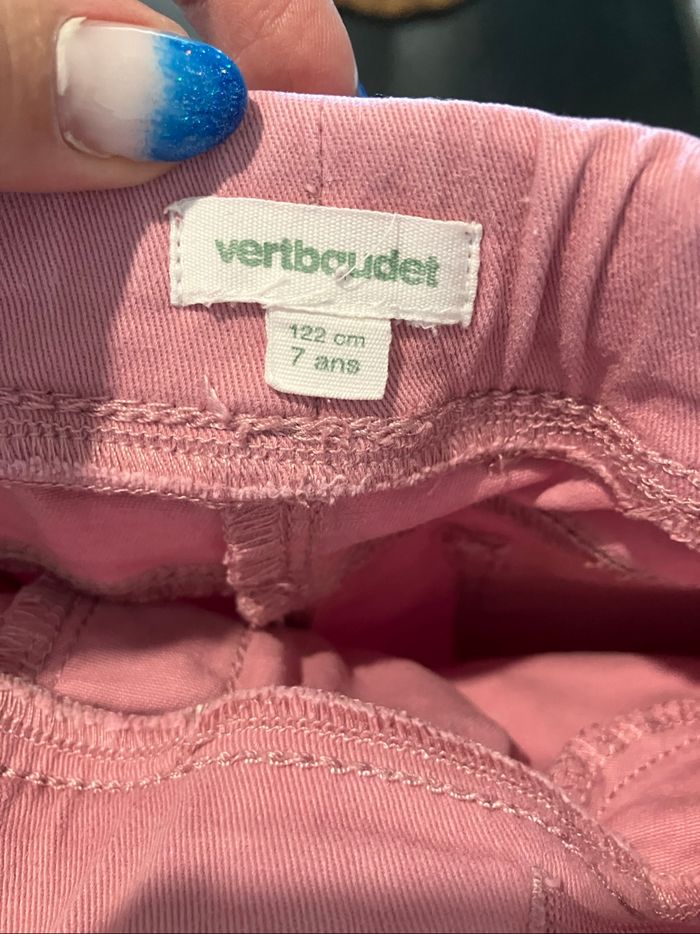 vertbaudet
122 cm
7 ans